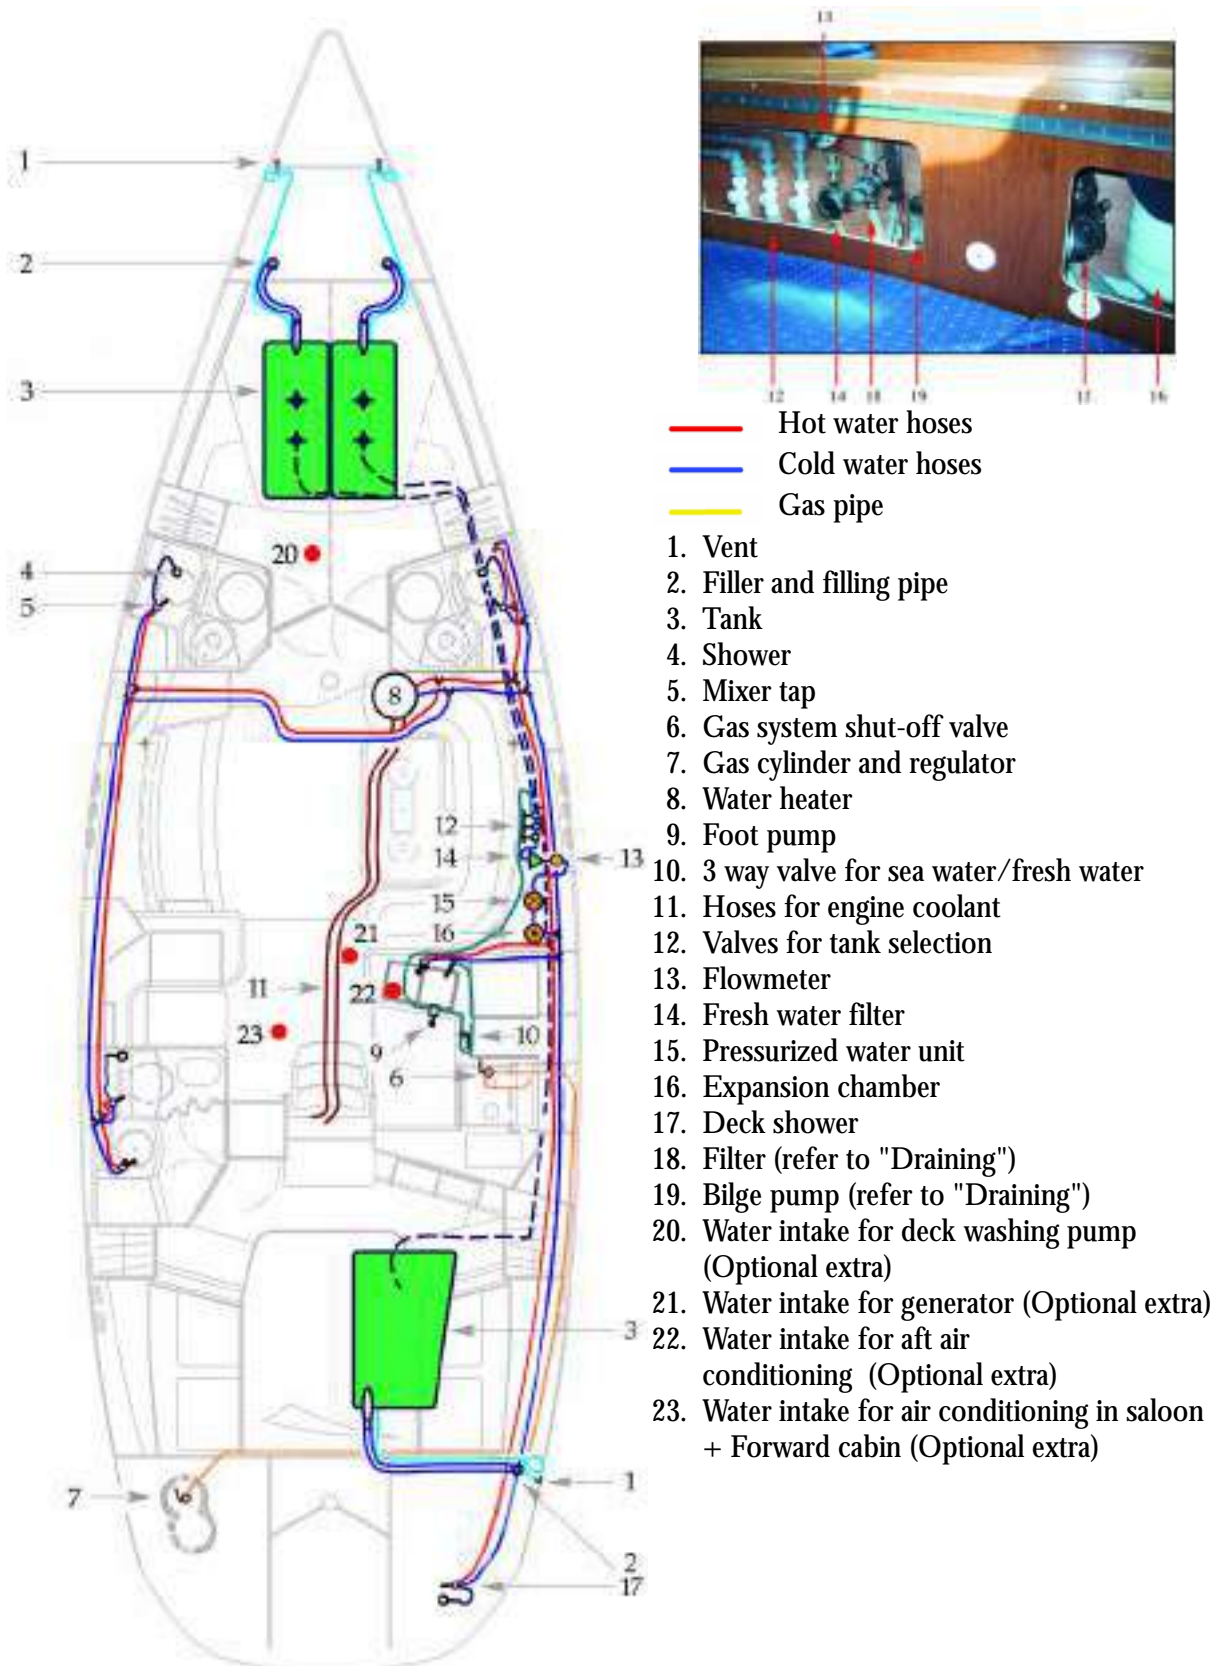 13
12 14 18 19 15 16
Hot water hoses
Cold water hoses
Gas pipe
1. Vent
2. Filler and filling pipe
3. Tank
4. Shower
5. Mixer tap
6. Gas system shut-off valve
7. Gas cylinder and regulator
8. Water heater
9. Foot pump
10. 3 way valve for sea water/fresh water
11. Hoses for engine coolant
12. Valves for tank selection
13. Flowmeter
14. Fresh water filter
15. Pressurized water unit
16. Expansion chamber
17. Deck shower
18. Filter (refer to "Draining")
19. Bilge pump (refer to "Draining")
20. Water intake for deck washing pump
(Optional extra)
21. Water intake for generator (Optional extra)
22. Water intake for aft air
conditioning (Optional extra)
23. Water intake for air conditioning in saloon
+ Forward cabin (Optional extra)
1
2
3
20
4
5
8
12
14
13
15
16
21
11
22
23
9
10
6
3
7
1
2
17